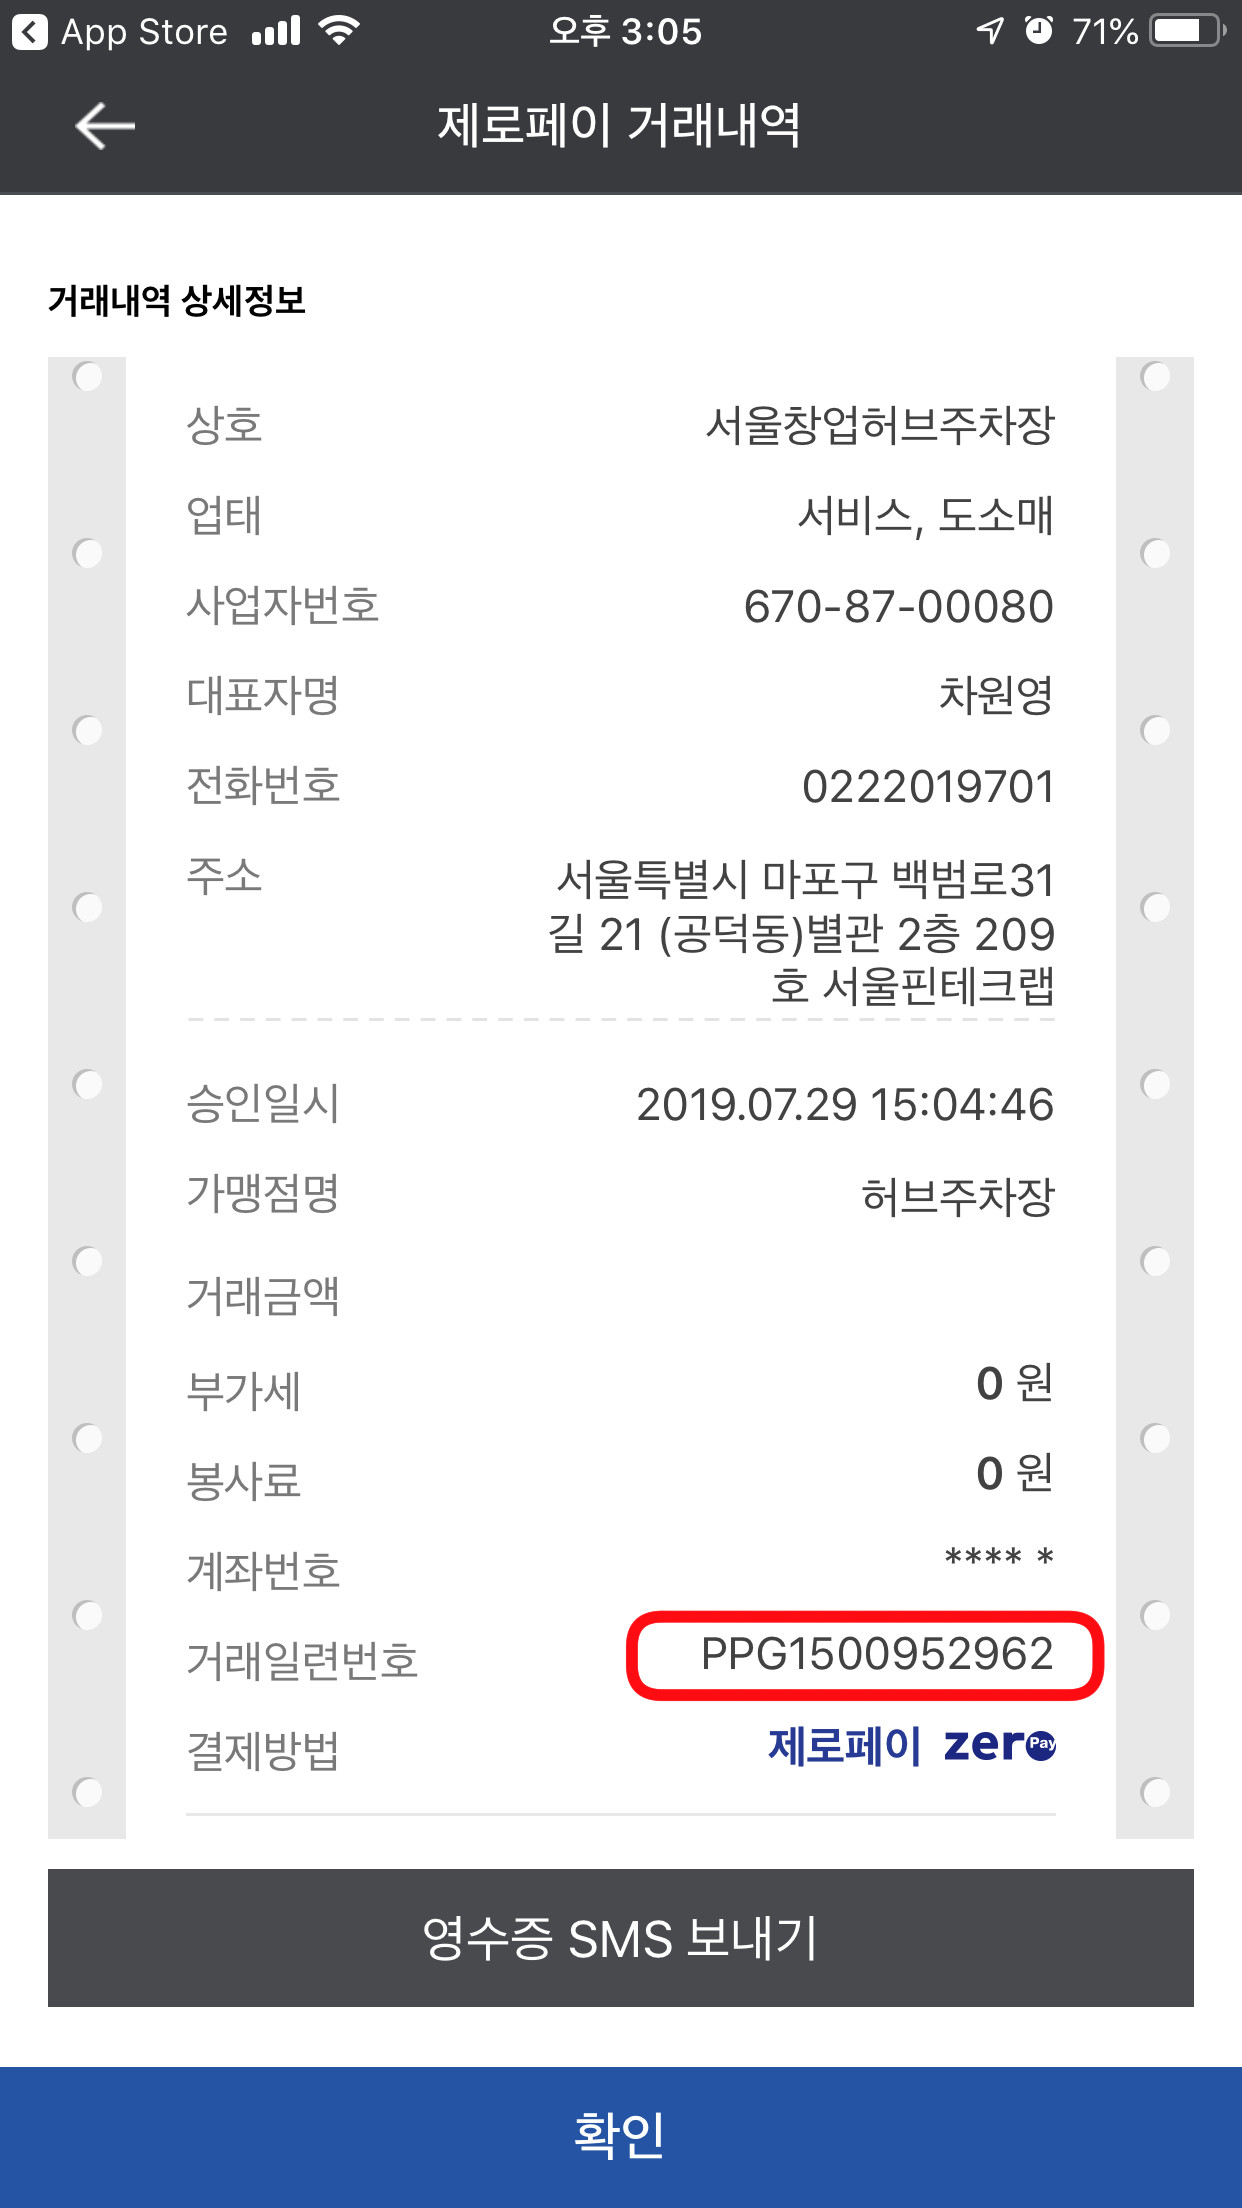 App Store 오후 3:05 71%
제로페이 거래내역
거래내역 상세정보
상호 서울창업허브주차장
업태 서비스, 도소매
사업자번호 670-87-00080
대표자명 차원영
전화번호 0222019701
주소 서울특별시 마포구 백범로31
길 21 (공덕동)별관 2층 209
호 서울핀테크랩
승인일시 2019.07.29 15:04:46
가맹점명 허브주차장
거래금액
부가세 0 원
봉사료 0 원
계좌번호 **** *
거래일련번호 PPG1500952962
결제방법 제로페이 zero Pay
영수증 SMS 보내기
확인